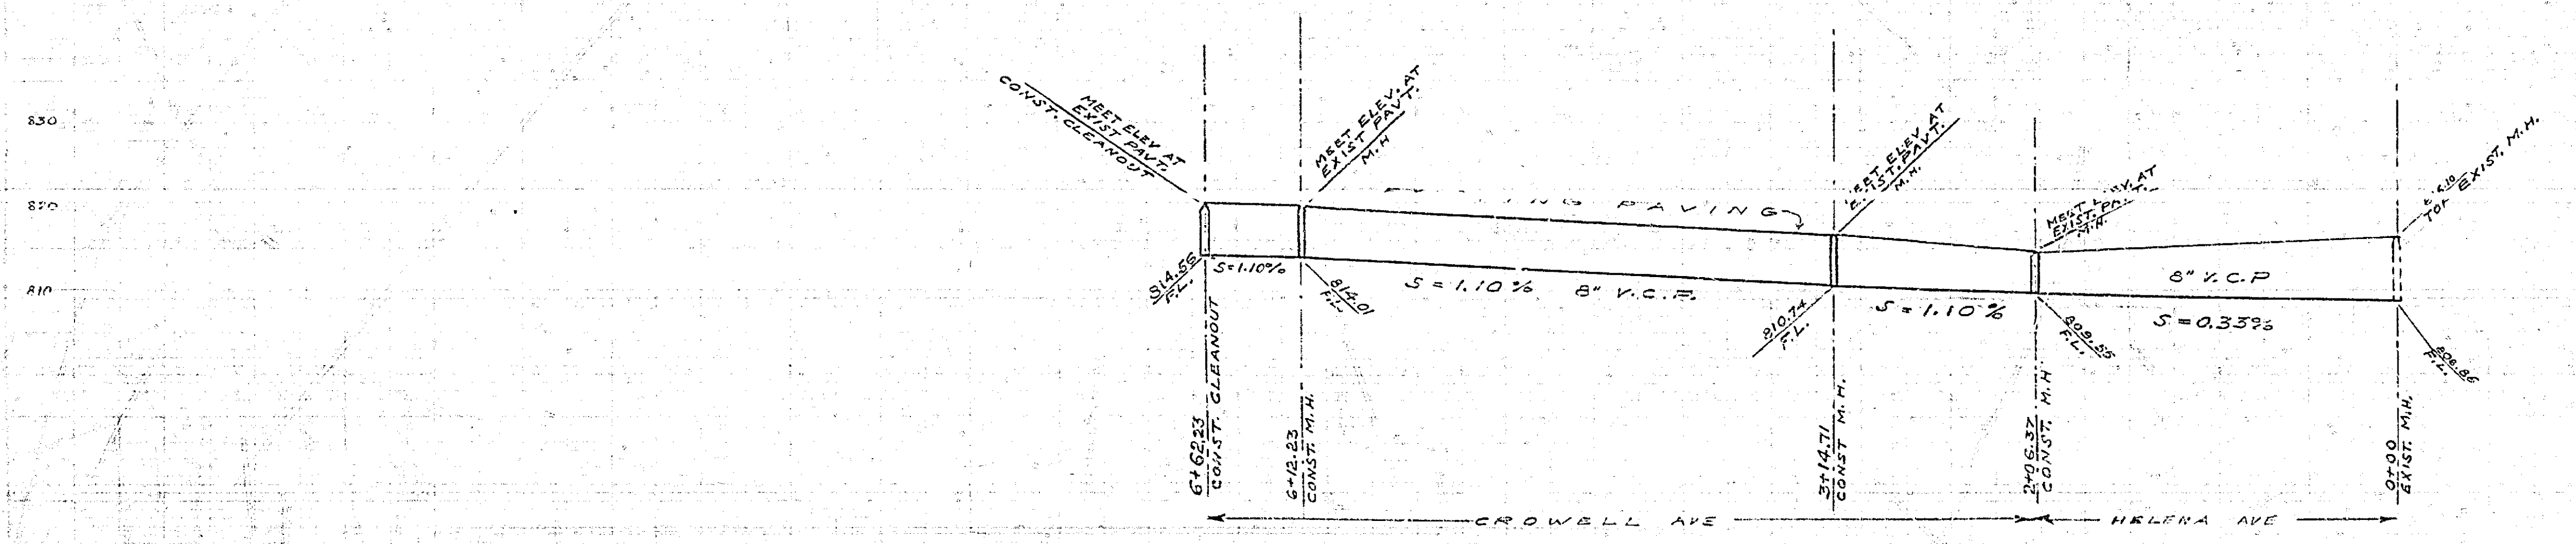 830
820
810
MEET ELEV AT
EXIST PAVT.
CONST. CLEANOUT
MEET ELEV. AT
EXIST PAVT.
M.H
PAVING
ELEV AT
PAVT.
M.H.
MEET
AT
EXIST.
M.H.
TOP EXIST. M.H.
814.56
F.L.
S=1.10%
814.01
F.L.
S = 1.10% 8" V.C.P.
810.74
F.L.
S = 1.10%
809.55
F.L.
8" V.C.P
S = 0.33%
808.86
F.L.
6+62.23
CONST. CLEANOUT
6+12.23
CONST. M.H.
3+14.71
CONST M.H.
2+06.37
CONST. M.H.
0+00
EXIST. M.H.
CROWELL AVE
HELENA AVE